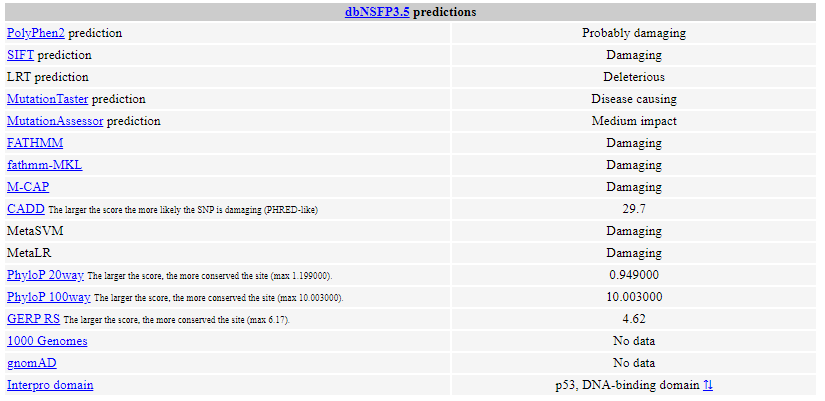 dbNSFP3.5 predictions
PolyPhen2 prediction Probably damaging
SIFT prediction Damaging
LRT prediction Deleterious
MutationTaster prediction Disease causing
MutationAssessor prediction Medium impact
FATHMM Damaging
fathmm-MKL Damaging
M-CAP Damaging
CADD The larger the score the more likely the SNP is damaging (PHRED-like) 29.7
MetaSVM Damaging
MetaLR Damaging
PhyloP 20way The larger the score, the more conserved the site (max 1.199000). 0.949000
PhyloP 100way The larger the score, the more conserved the site (max 10.003000). 10.003000
GERP RS The larger the score, the more conserved the site (max 6.17). 4.62
1000 Genomes No data
gnomAD No data
Interpro domain p53, DNA-binding domain ⇅